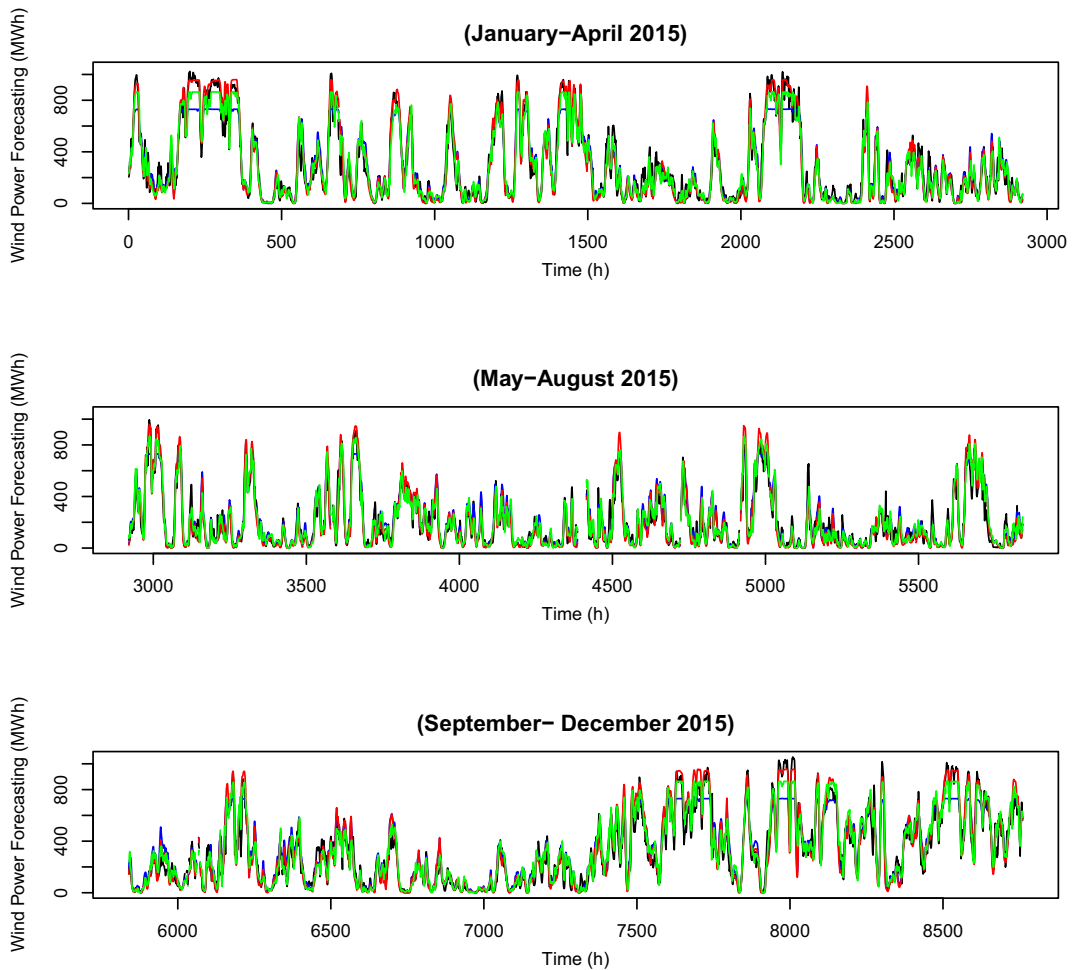 (January−April 2015)
Wind Power Forecasting (MWh)
800
400
0
0 500 1000 1500 2000 2500 3000
Time (h)
(May−August 2015)
Wind Power Forecasting (MWh)
800
400
0
3000 3500 4000 4500 5000 5500
Time (h)
(September− December 2015)
Wind Power Forecasting (MWh)
800
400
0
6000 6500 7000 7500 8000 8500
Time (h)